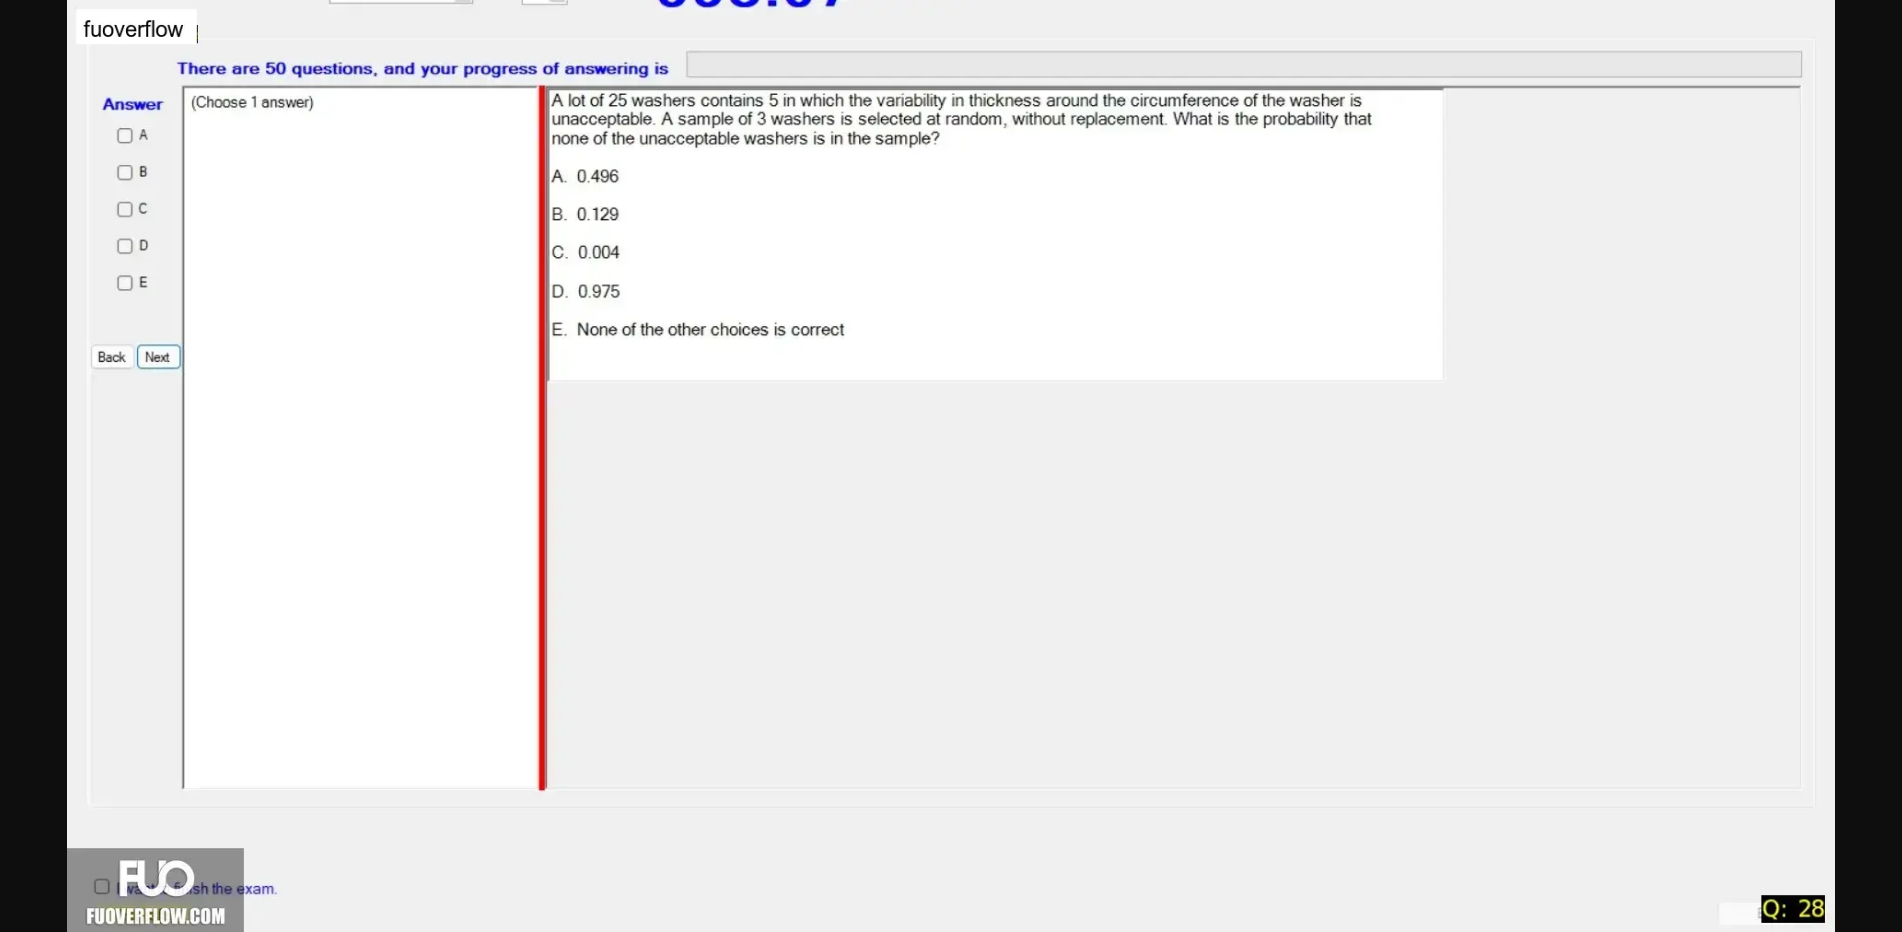 fuoverflow
There are 50 questions, and your progress of answering is
Answer
A
B
C
D
E
Back Next
(Choose 1 answer)
A lot of 25 washers contains 5 in which the variability in thickness around the circumference of the washer is
unacceptable. A sample of 3 washers is selected at random, without replacement. What is the probability that
none of the unacceptable washers is in the sample?
A. 0.496
B. 0.129
C. 0.004
D. 0.975
E. None of the other choices is correct
FUO
the exam.
FUOVERFLOW.COM
Q: 28